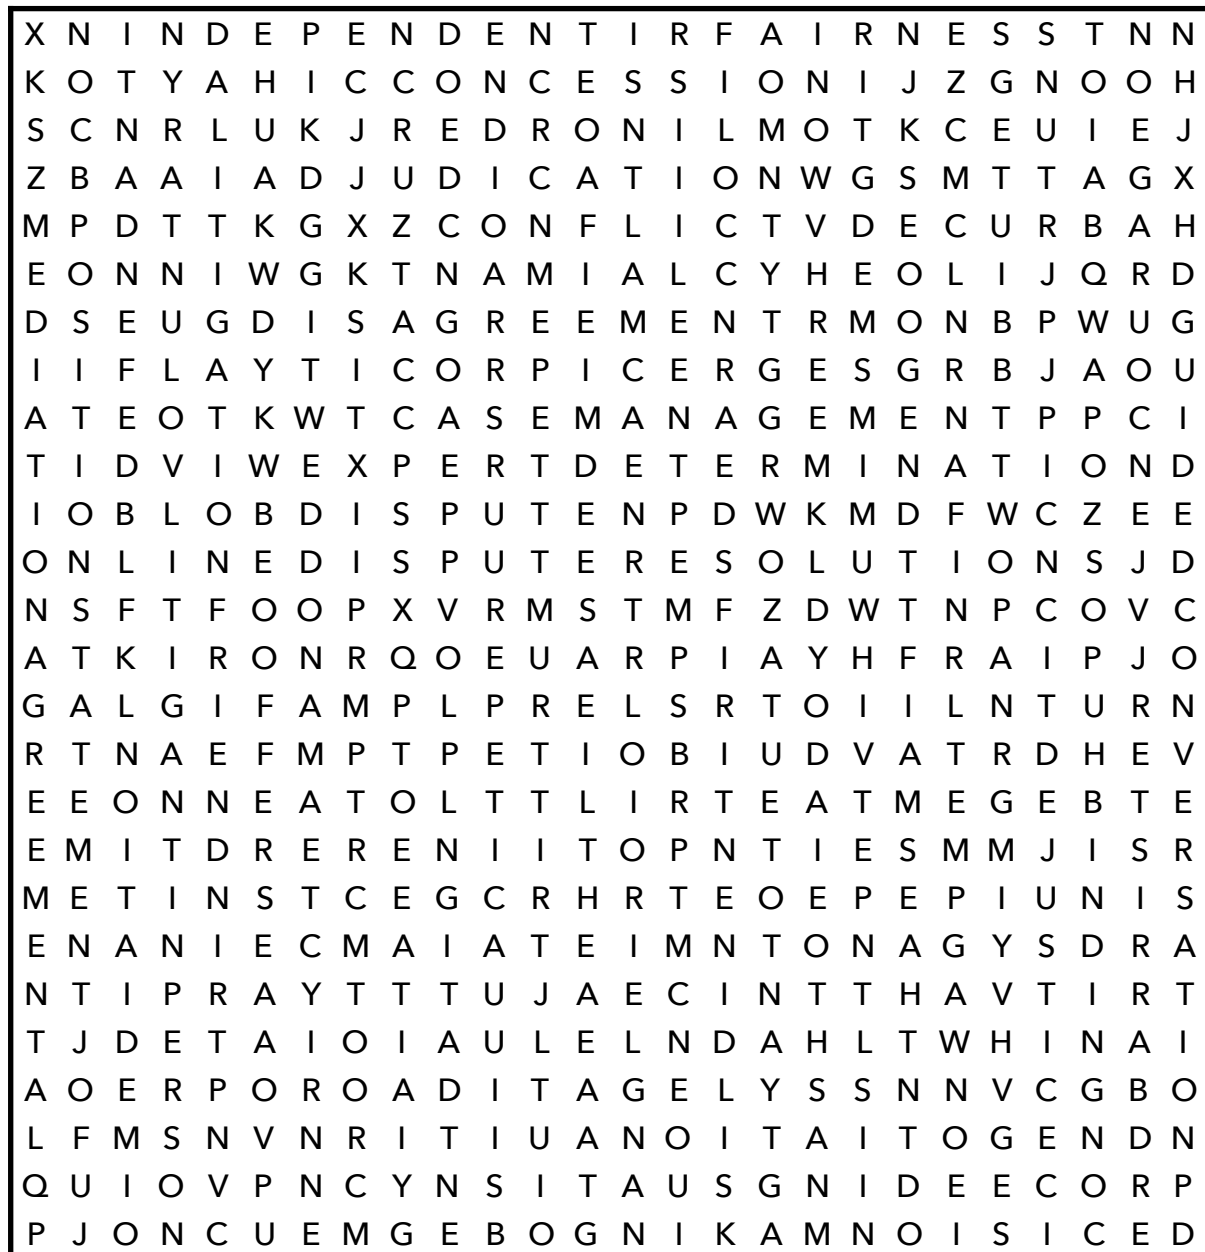 X N I N D E P E N D E N T I R F A I R N E S S T N N
K O T Y A H I C C O N C E S S I O N I J Z G N O O H
S C N R L U K J R E D R O N I L M O T K C E U I E J
Z B A A I A D J U D I C A T I O N W G S M T T A G X
M P D T T K G X Z C O N F L I C T V D E C U R B A H
E O N N I W G K T N A M I A L C Y H E O L I J Q R D
D S E U G D I S A G R E E M E N T R M O N B P W U G
I I F L A Y T I C O R P I C E R G E S G R B J A O U
A T E O T K W T C A S E M A N A G E M E N T P P C I
T I D V I W E X P E R T D E T E R M I N A T I O N D
I O B L O B D I S P U T E N P D W K M D F W C Z E E
O N L I N E D I S P U T E R E S O L U T I O N S J D
N S F T F O O P X V R M S T M F Z D W T N P C O V C
A T K I R O N R Q O E U A R P I A Y H F R A I P J O
G A L G I F A M P L P R E L S R T O I I L N T U R N
R T N A E F M P T P E T I O B I U D V A T R D H E V
E E O N N E A T O L T T L I R T E A T M E G E B T E
E M I T D R E R E N I I T O P N T I E S M M J I S R
M E T I N S T C E G C R H R T E O E P E P I U N I S
E N A N I E C M A I A T E I M N T O N A G Y S D R A
N T I P R A Y T T T U J A E C I N T T H A V T I R T
T J D E T A I O I A U L E L N D A H L T W H I N A I
A O E R P O R O A D I T A G E L Y S S N N V C G B O
L F M S N V N R I T I U A N O I T A I T O G E N D N
Q U I O V P N C Y N S I T A U S G N I D E E C O R P
P J O N C U E M G E B O G N I K A M N O I S I C E D